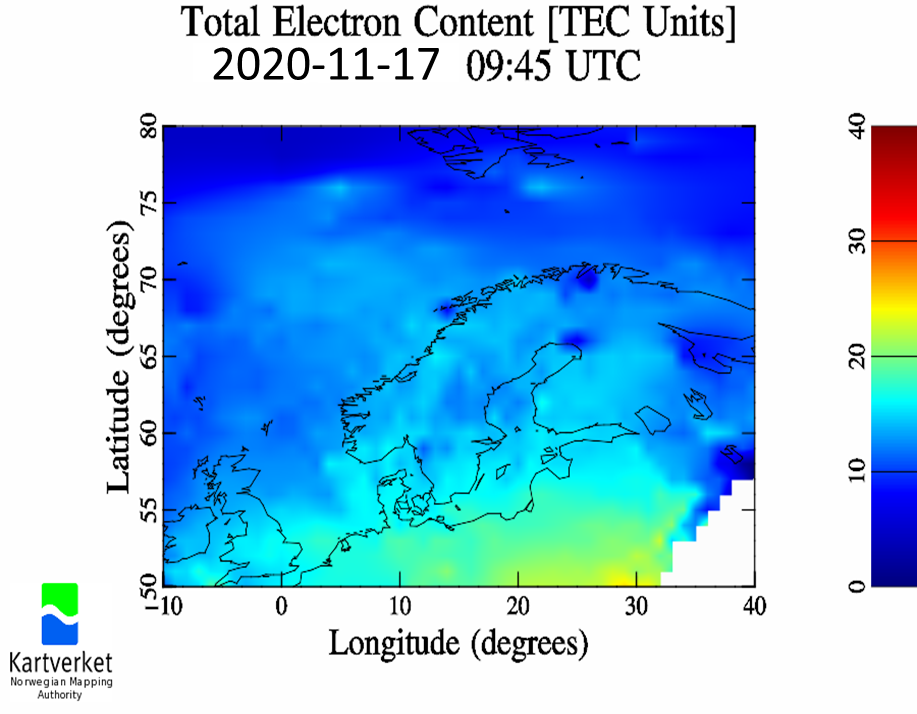 Total Electron Content [TEC Units]
2020-11-17 09:45 UTC
80
75
70
65
60
55
50
Latitude (degrees)
-10 0 10 20 30 40
Longitude (degrees)
40
30
20
10
0
Kartverket
Norwegian Mapping
Authority